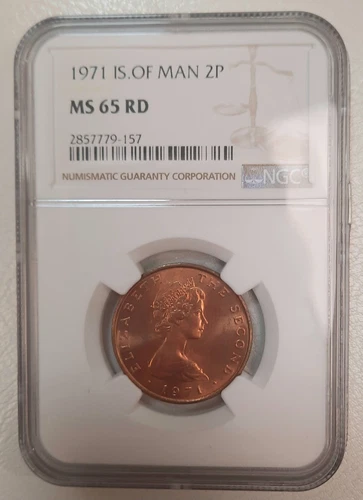 1971 IS.OF MAN 2P
MS 65 RD
2857779-157
NUMISMATIC GUARANTY CORPORATION
NGC
ELIZABETH THE SECOND
· 1971 ·